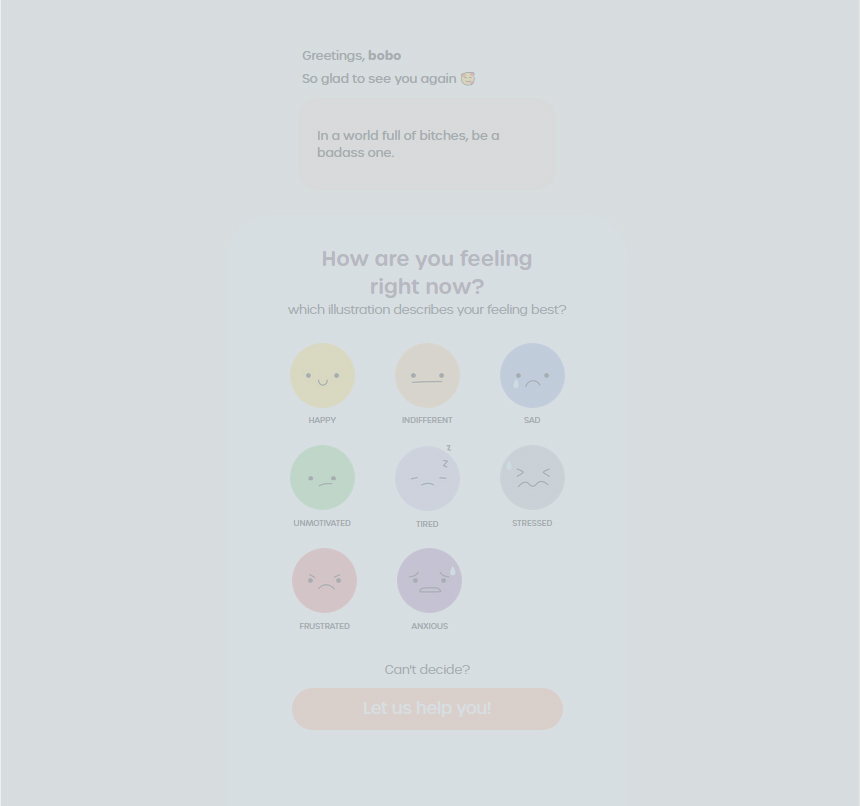 Greetings, bobo
So glad to see you again
In a world full of bitches, be a
badass one.
How are you feeling
right now?
which illustration describes your feeling best?
HAPPY INDIFFERENT SAD
z
z
UNMOTIVATED TIRED STRESSED
FRUSTRATED ANXIOUS
Can't decide?
Let us help you!